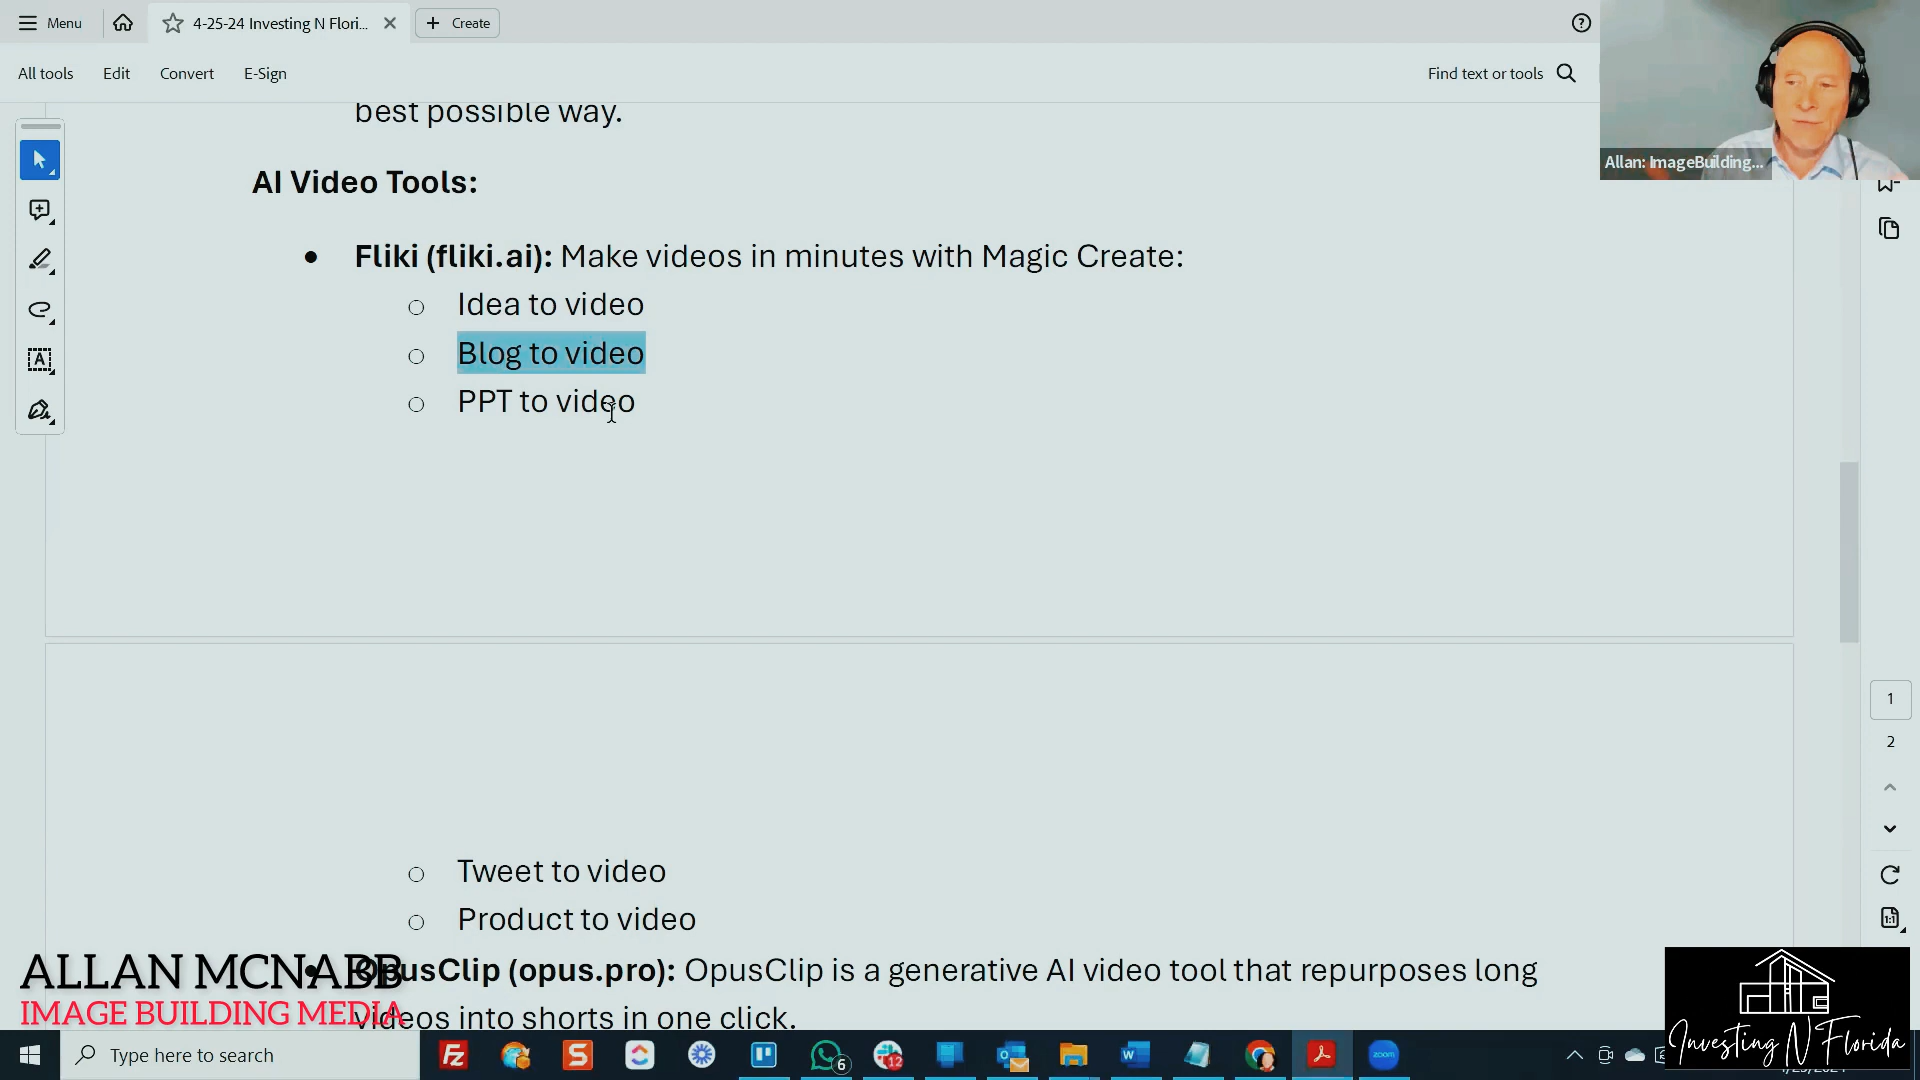 Menu
4-25-24 Investing N Flori...
Create
All tools
Edit
Convert
E-Sign
Find text or tools
Allan: ImageBuilding...
best possible way.
AI Video Tools:
Fliki (fliki.ai): Make videos in minutes with Magic Create:
Idea to video
Blog to video
PPT to video
1
2
Tweet to video
Product to video
OpusClip (opus.pro): OpusClip is a generative AI video tool that repurposes long
videos into shorts in one click.
ALLAN MCNABB
IMAGE BUILDING MEDIA
Investing N Florida
Type here to search
6
12
zoom